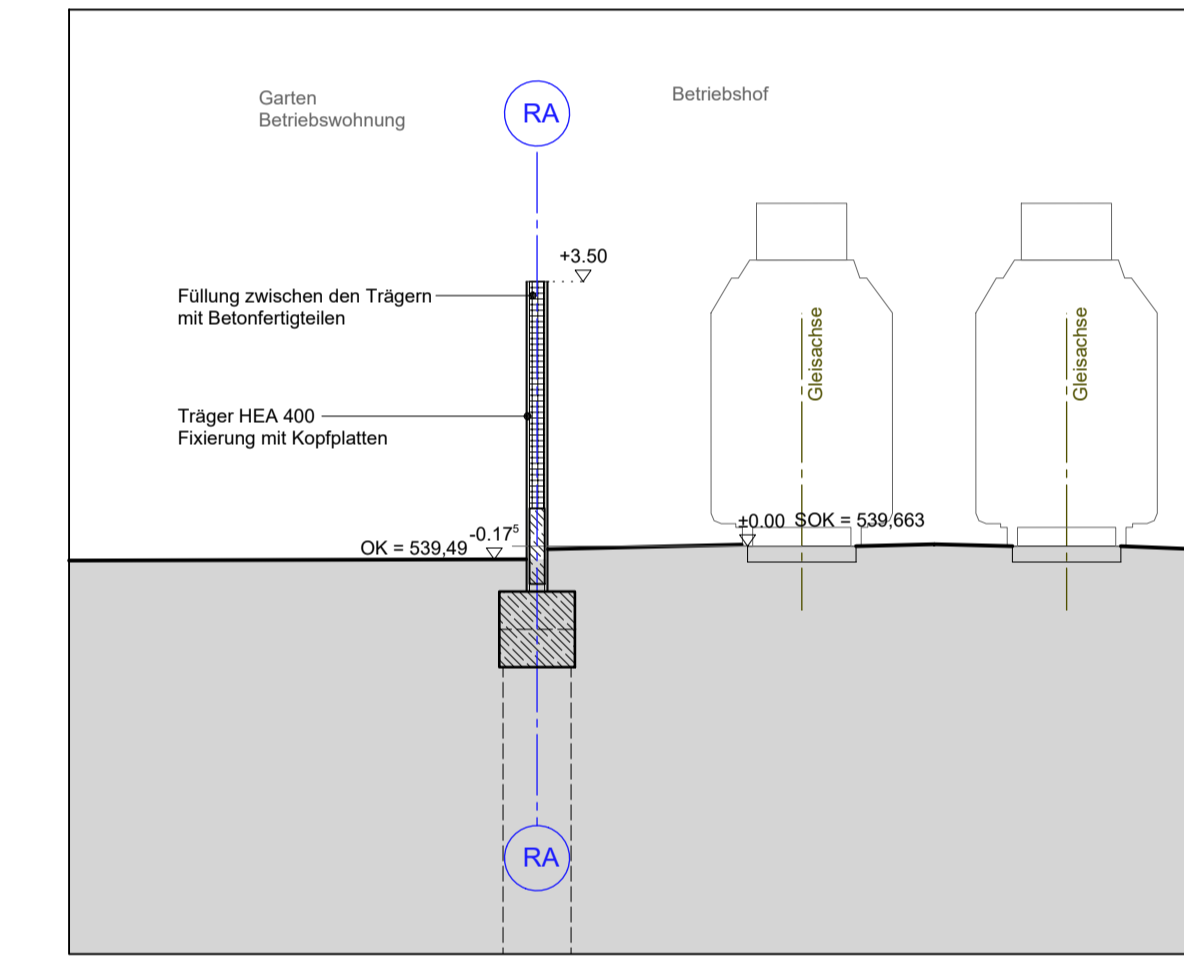 Garten
Betriebswohnung
RA
Betriebshof
+3.50
Füllung zwischen den Trägern
mit Betonfertigteilen
Gleisachse
Gleisachse
Träger HEA 400
Fixierung mit Kopfplatten
-0.17⁵
OK = 539,49
±0.00 SOK = 539,663
RA